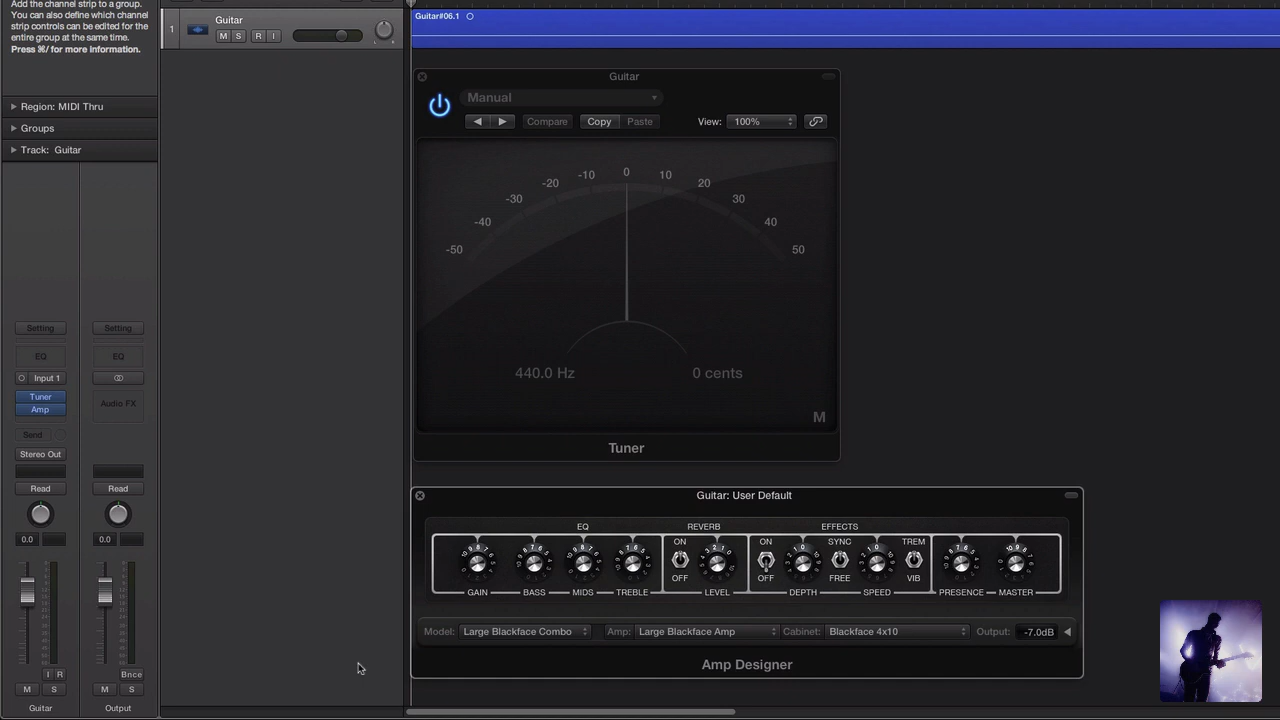 Add the channel strip to a group.
You can also define which channel
strip controls can be edited for the
entire group at the same time.
Press ⌘/ for more information.
Region: MIDI Thru
Groups
Track: Guitar
Setting
Setting
EQ
EQ
Input 1
Tuner
Amp
Audio FX
Send
Stereo Out
Read
Read
0.0
0.0
I R
Bnce
M S
M S
Guitar
Output
1
Guitar
M S R I
L R
Guitar#06.1
Guitar
Manual
Compare Copy Paste View: 100%
-50 -40 -30 -20 -10 0 10 20 30 40 50
440.0 Hz 0 cents
M
Tuner
Guitar: User Default
EQ REVERB EFFECTS
ON ON SYNC TREM
OFF OFF FREE VIB
GAIN BASS MIDS TREBLE LEVEL DEPTH SPEED PRESENCE MASTER
Model: Large Blackface Combo Amp: Large Blackface Amp Cabinet: Blackface 4x10 Output: -7.0dB
Amp Designer